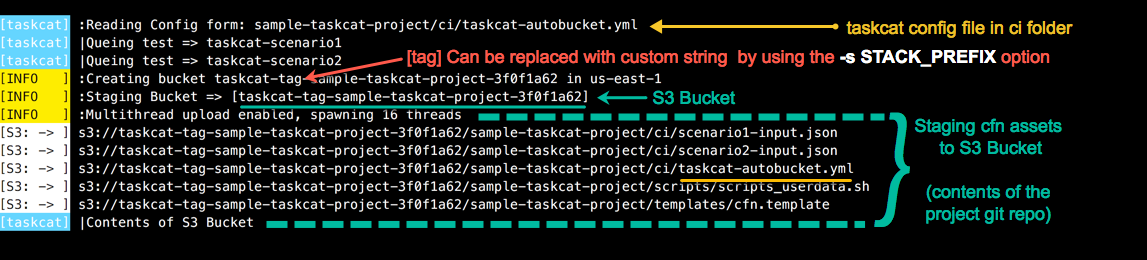 [taskcat] :Reading Config form: sample-taskcat-project/ci/taskcat-autobucket.yml
taskcat config file in ci folder
[taskcat] |Queing test => taskcat-scenario1
[taskcat] |Queing test => taskcat-scenario2
[tag] Can be replaced with custom string by using the -s STACK_PREFIX option
[INFO   ] :Creating bucket taskcat-tag-sample-taskcat-project-3f0f1a62 in us-east-1
[INFO   ] :Staging Bucket => [taskcat-tag-sample-taskcat-project-3f0f1a62]
S3 Bucket
[INFO   ] :Multithread upload enabled, spawning 16 threads
[S3: -> ] s3://taskcat-tag-sample-taskcat-project-3f0f1a62/sample-taskcat-project/ci/scenario1-input.json
[S3: -> ] s3://taskcat-tag-sample-taskcat-project-3f0f1a62/sample-taskcat-project/ci/scenario2-input.json
[S3: -> ] s3://taskcat-tag-sample-taskcat-project-3f0f1a62/sample-taskcat-project/ci/taskcat-autobucket.yml
[S3: -> ] s3://taskcat-tag-sample-taskcat-project-3f0f1a62/sample-taskcat-project/scripts/scripts_userdata.sh
[S3: -> ] s3://taskcat-tag-sample-taskcat-project-3f0f1a62/sample-taskcat-project/templates/cfn.template
[taskcat] |Contents of S3 Bucket
Staging cfn assets
to S3 Bucket
(contents of the
project git repo)